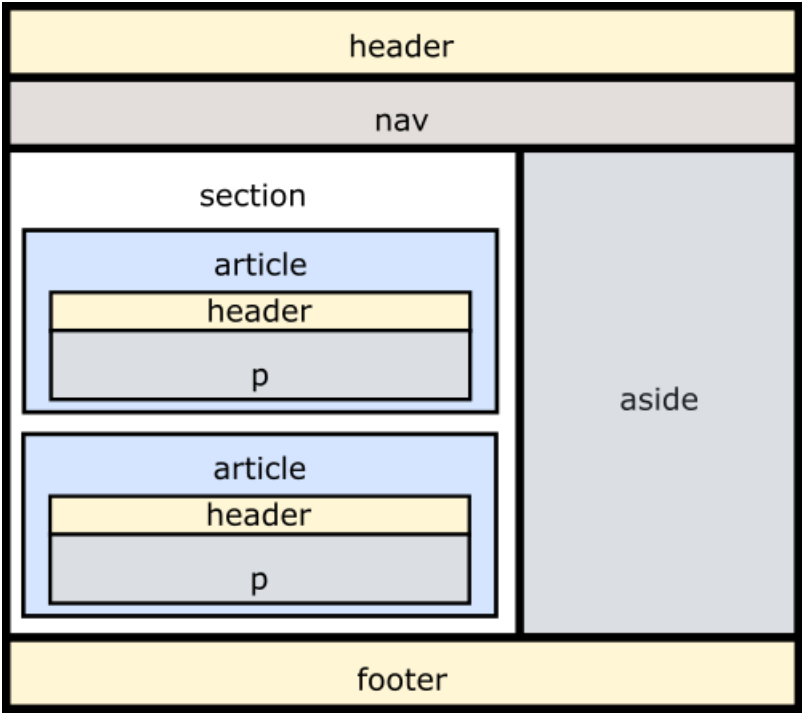 header
nav
section
article
header
p
article
header
p
aside
footer